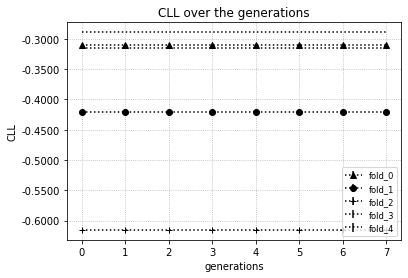 CLL over the generations
-0.3000
-0.3500
-0.4000
-0.4500
-0.5000
-0.5500
-0.6000
CLL
fold_0
fold_1
fold_2
fold_3
fold_4
0 1 2 3 4 5 6 7
generations